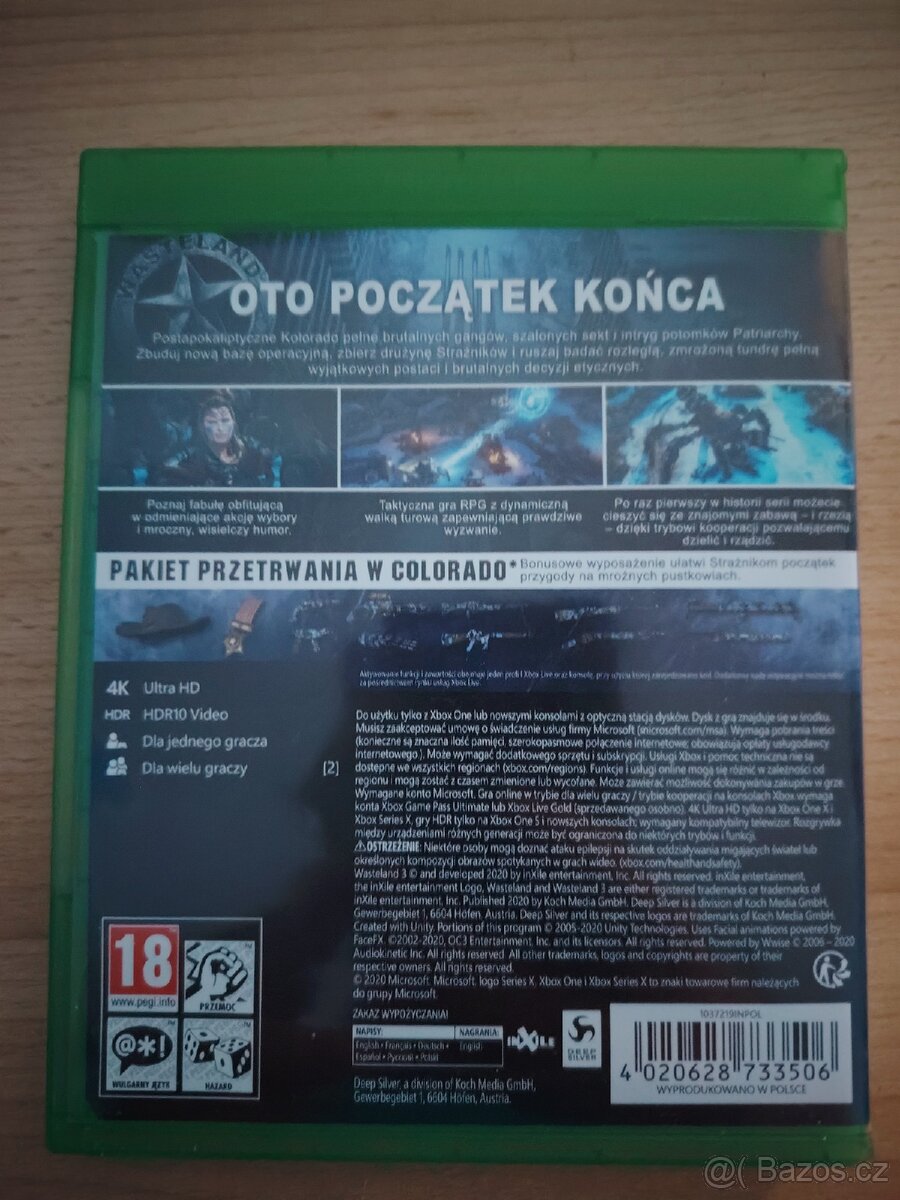 WASTELAND
OTO POCZĄTEK KOŃCA
Postapokaliptyczne Kolorado pełne brutalnych gangów, szalonych sekt i intryg potomków Patriarchy.
Zbuduj nową bazę operacyjną, zbierz drużynę Strażników i ruszaj badać rozległą, zmrożoną tundrę pełną
wyjątkowych postaci i brutalnych decyzji etycznych.
Poznaj fabułę obfitującą
w odmieniające akcję wybory
i mroczny, wisielczy humor.
Taktyczna gra RPG z dynamiczną
walką turową zapewniającą prawdziwe
wyzwanie.
Po raz pierwszy w historii serii możecie
cieszyć się ze znajomymi zabawą – i rzezią
– dzięki trybowi kooperacji pozwalającemu
dzielić i rządzić.
PAKIET PRZETRWANIA W COLORADO*
Bonusowe wyposażenie ułatwi Strażnikom początek
przygody na mroźnych pustkowiach.
4K Ultra HD
HDR HDR10 Video
Dla jednego gracza
Dla wielu graczy [2]
Do użytku tylko z Xbox One lub nowszymi konsolami z optyczną stacją dysków. Dysk z grą znajduje się w środku.
Musisz zaakceptować umowę o świadczenie usług firmy Microsoft (microsoft.com/msa). Wymaga pobrania treści
(konieczne są znaczna ilość pamięci, szerokopasmowe połączenie internetowe; obowiązują opłaty usługodawcy
internetowego.). Może wymagać dodatkowego sprzętu i subskrypcji. Usługi Xbox i pomoc techniczna nie są
dostępne we wszystkich regionach (xbox.com/regions). Funkcje i usługi online mogą się różnić w zależności od
regionu i mogą zostać z czasem zmienione lub wycofane. Może zawierać możliwość dokonywania zakupów w grze.
Wymagane konto Microsoft. Gra online w trybie dla wielu graczy / trybie kooperacji na konsolach Xbox wymaga
konta Xbox Game Pass Ultimate lub Xbox Live Gold (sprzedawanego osobno). 4K Ultra HD tylko na Xbox One X i
Xbox Series X, gry HDR tylko na Xbox One S i nowszych konsolach; wymagany kompatybilny telewizor. Rozgrywka
między urządzeniami różnych generacji może być ograniczona do niektórych trybów i funkcji.
⚠OSTRZEŻENIE: Niektóre osoby mogą doznać ataku epilepsji na skutek oddziaływania migających świateł lub
określonych kompozycji obrazów spotykanych w grach wideo. (xbox.com/healthandsafety).
Wasteland 3 © and developed 2020 by inXile entertainment, Inc. All rights reserved. inXile entertainment,
the inXile entertainment Logo, Wasteland and Wasteland 3 are either registered trademarks or trademarks of
inXile entertainment, Inc. Published 2020 by Koch Media GmbH. Deep Silver is a division of Koch Media GmbH,
Gewerbegebiet 1, 6604 Höfen, Austria. Deep Silver and its respective logos are trademarks of Koch Media GmbH.
Created with Unity. Portions of this program © 2005-2020 Unity Technologies. Uses Facial animations powered by
FaceFX. ©2002-2020, OC3 Entertainment, Inc. and its licensors. All rights reserved. Powered by Wwise © 2006 – 2020
Audiokinetic Inc. All rights reserved. All other trademarks, logos and copyrights are property of their
respective owners. All rights reserved.
© 2020 Microsoft. Microsoft, logo Series X, Xbox One i Xbox Series X to znaki towarowe firm należących
do grupy Microsoft.
ZAKAZ WYPOŻYCZANIA!
NAPISY: NAGRANIA:
English • Français • Deutsch • English
Español • Русский • Polski
INXILE
DEEP
SILVER
Deep Silver, a division of Koch Media GmbH,
Gewerbegebiet 1, 6604 Höfen, Austria.
18
www.pegi.info
PRZEMOC
@*!
WULGARNY JĘZYK
HAZARD
1037219INPOL
4 020628 733506
WYPRODUKOWANO W POLSCE
@( Bazos.cz